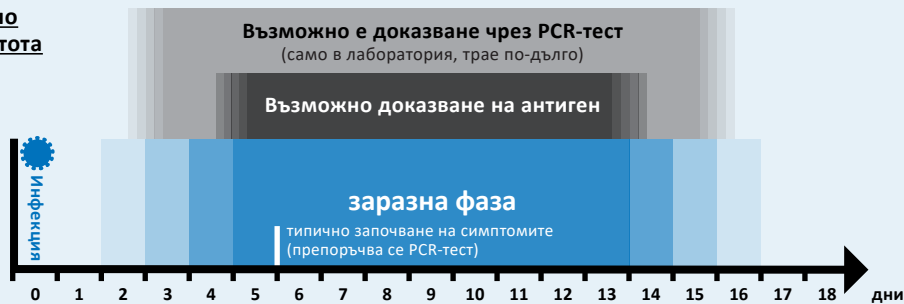 но
тота
Възможно е доказване чрез PCR-тест
(само в лаборатория, трае по-дълго)
Възможно доказване на антиген
Инфекция
заразна фаза
типично започване на симптомите
(препоръчва се PCR-тест)
0 1 2 3 4 5 6 7 8 9 10 11 12 13 14 15 16 17 18 дни